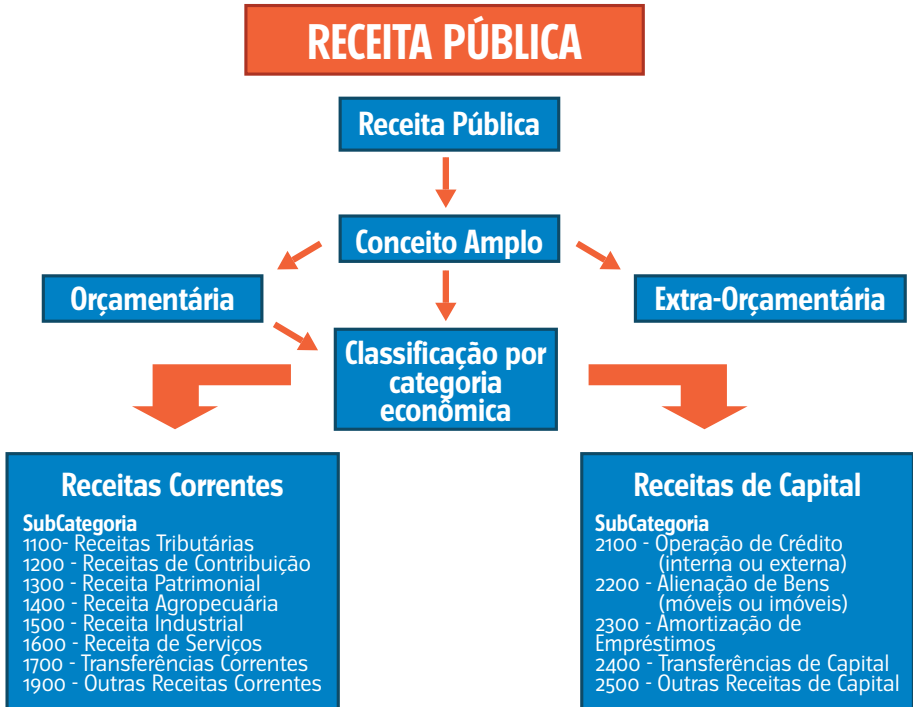 RECEITA PÚBLICA
Receita Pública
Conceito Amplo
Orçamentária
Extra-Orçamentária
Classificação por
categoria
econômica
Receitas Correntes
SubCategoria
1100- Receitas Tributárias
1200 - Receitas de Contribuição
1300 - Receita Patrimonial
1400 - Receita Agropecuária
1500 - Receita Industrial
1600 - Receita de Serviços
1700 - Transferências Correntes
1900 - Outras Receitas Correntes
Receitas de Capital
SubCategoria
2100 - Operação de Crédito
(interna ou externa)
2200 - Alienação de Bens
(móveis ou imóveis)
2300 - Amortização de
Empréstimos
2400 - Transferências de Capital
2500 - Outras Receitas de Capital